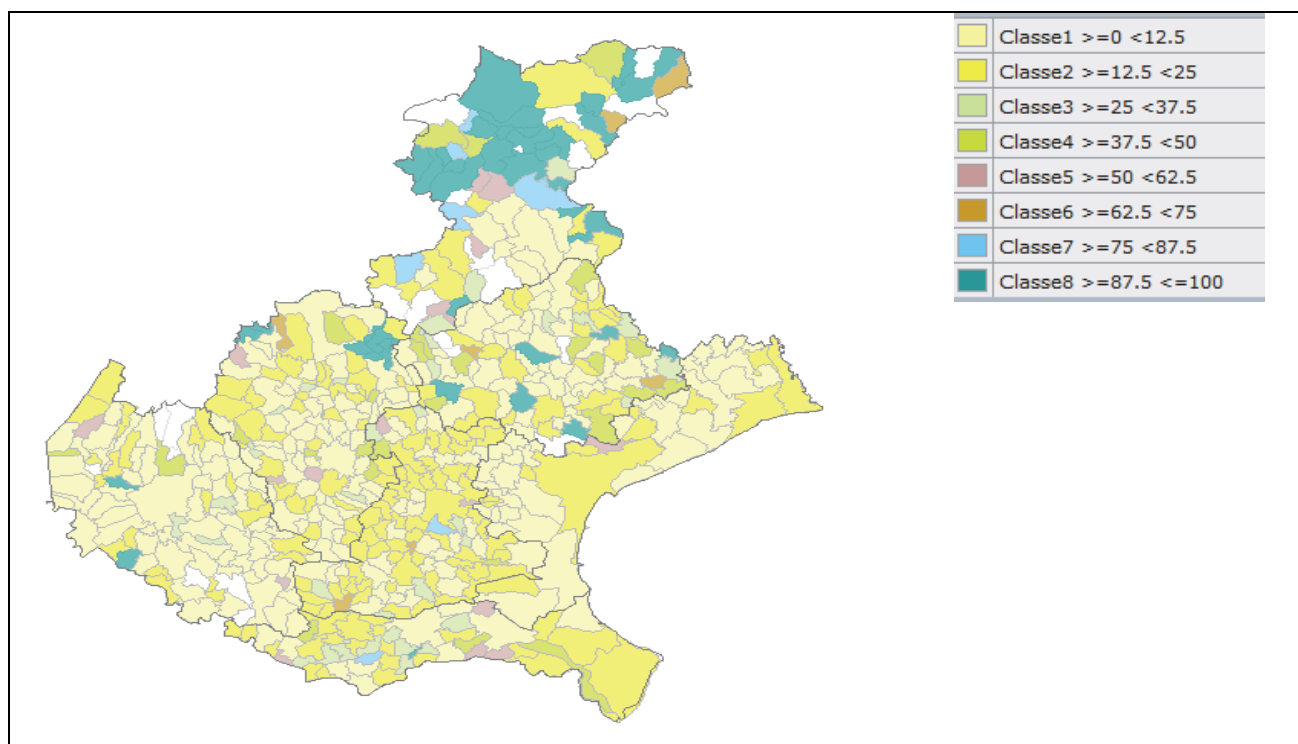 Classe1 >=0 <12.5
Classe2 >=12.5 <25
Classe3 >=25 <37.5
Classe4 >=37.5 <50
Classe5 >=50 <62.5
Classe6 >=62.5 <75
Classe7 >=75 <87.5
Classe8 >=87.5 <=100